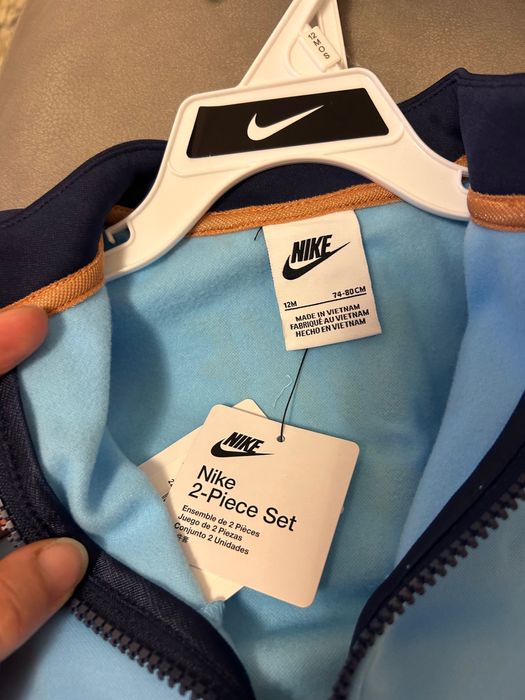 12
MOS
NIKE
12M 74-80CM
MADE IN VIETNAM
FABRIQUÉ AU VIETNAM
HECHO EN VIETNAM
NIKE
Nike
2-Piece Set
Ensemble de 2 Pièces
Juego de 2 Piezas
Conjunto 2 Unidades